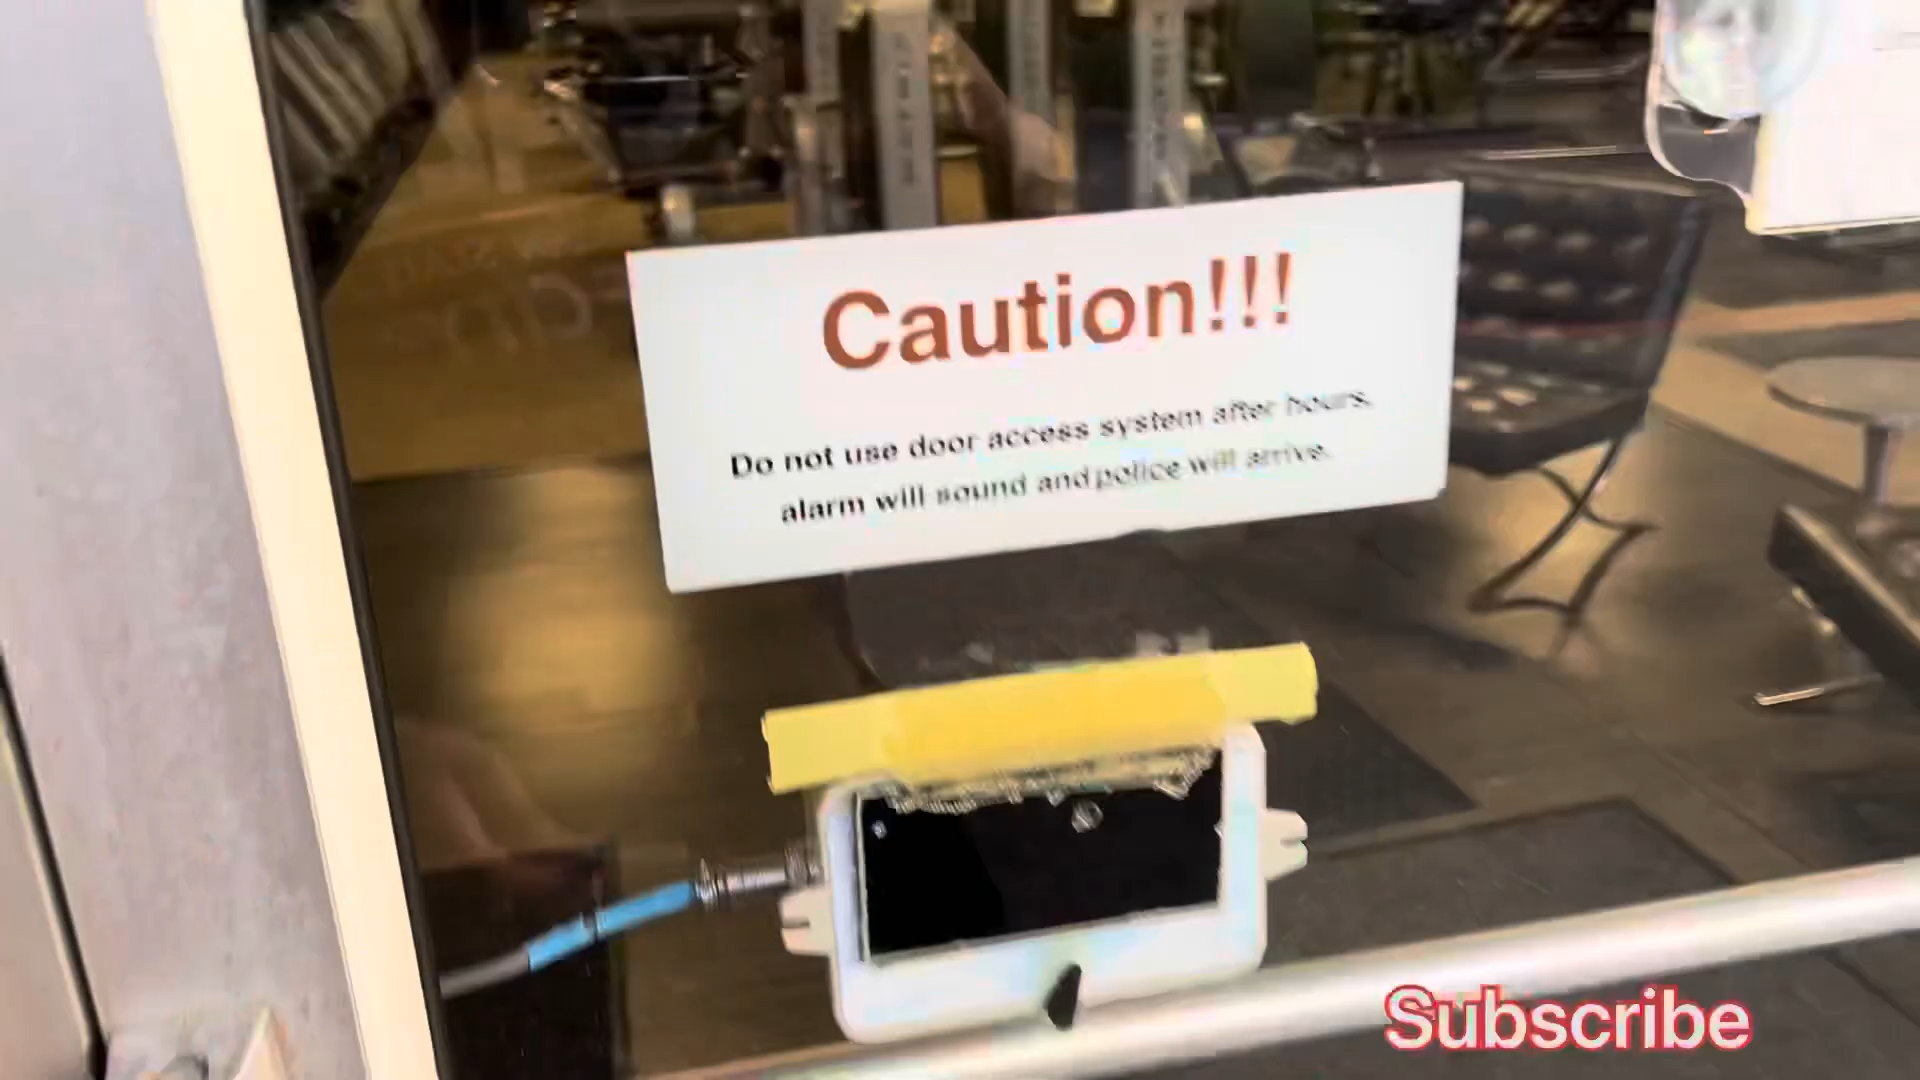 Caution!!!
Do not use door access system after hours,
alarm will sound and police will arrive.
Subscribe